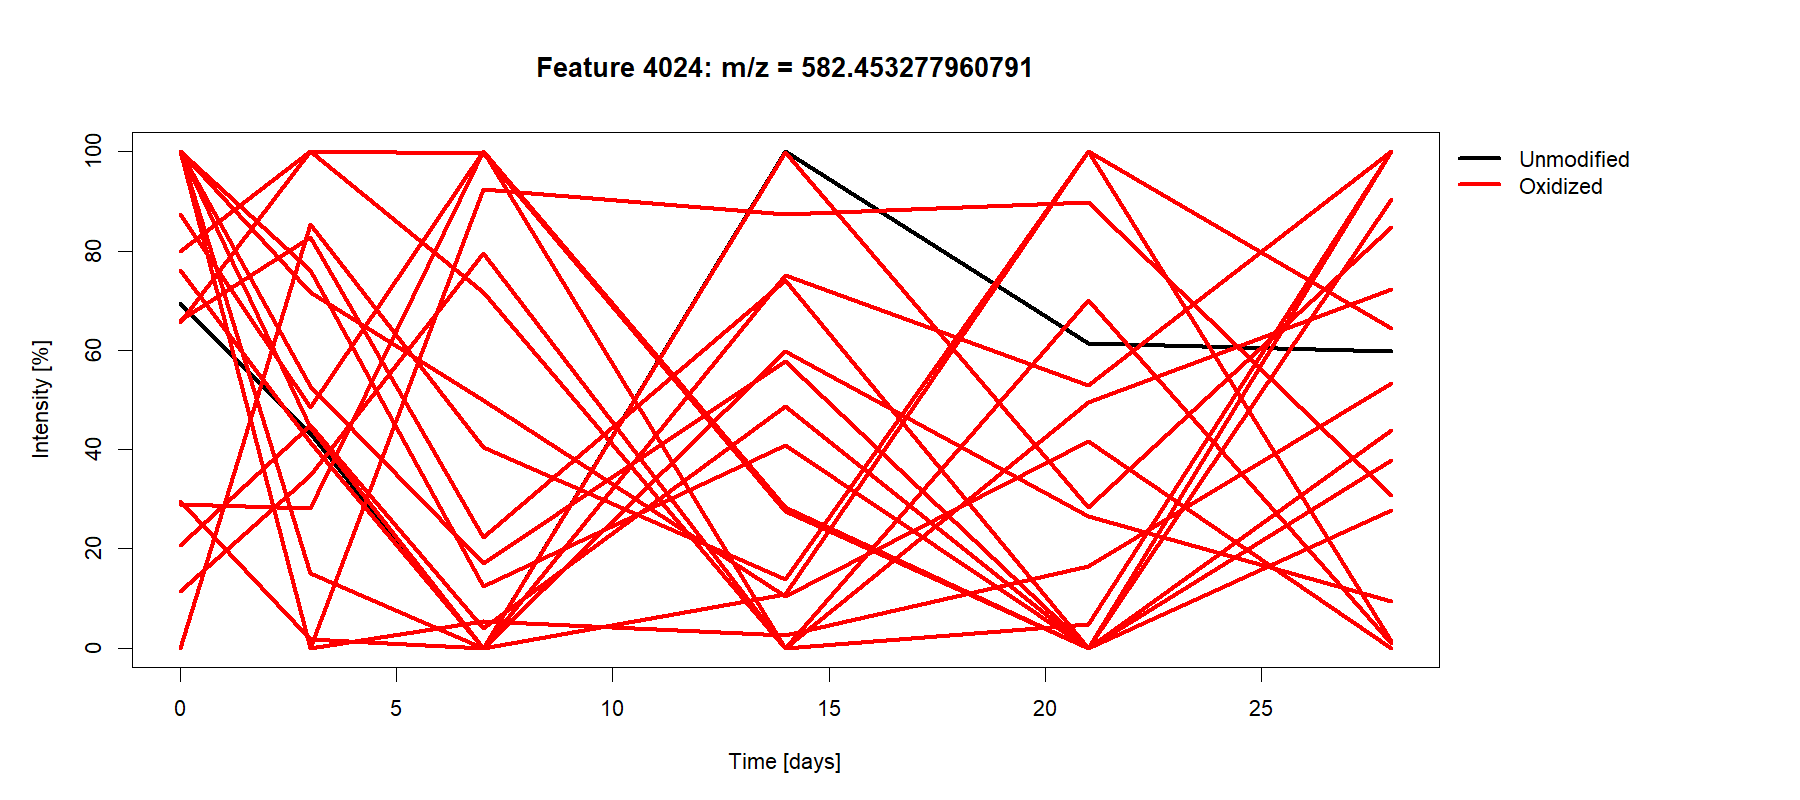 Feature 4024: m/z = 582.453277960791
Unmodified
Oxidized
Intensity [%]
100
80
60
40
20
0
0 5 10 15 20 25
Time [days]